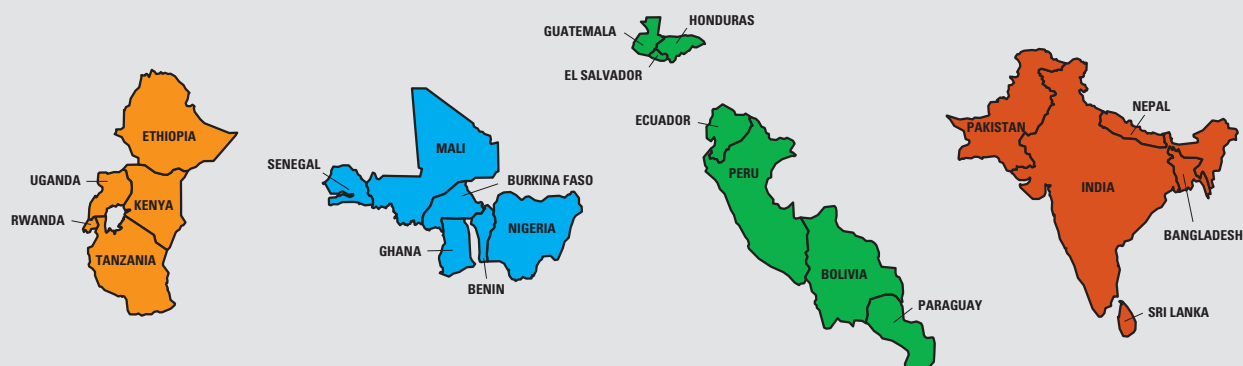 ETHIOPIA
UGANDA
KENYA
RWANDA
TANZANIA
MALI
SENEGAL
BURKINA FASO
NIGERIA
GHANA
BENIN
GUATEMALA
HONDURAS
EL SALVADOR
ECUADOR
PERU
BOLIVIA
PARAGUAY
PAKISTAN
NEPAL
INDIA
BANGLADESH
SRI LANKA